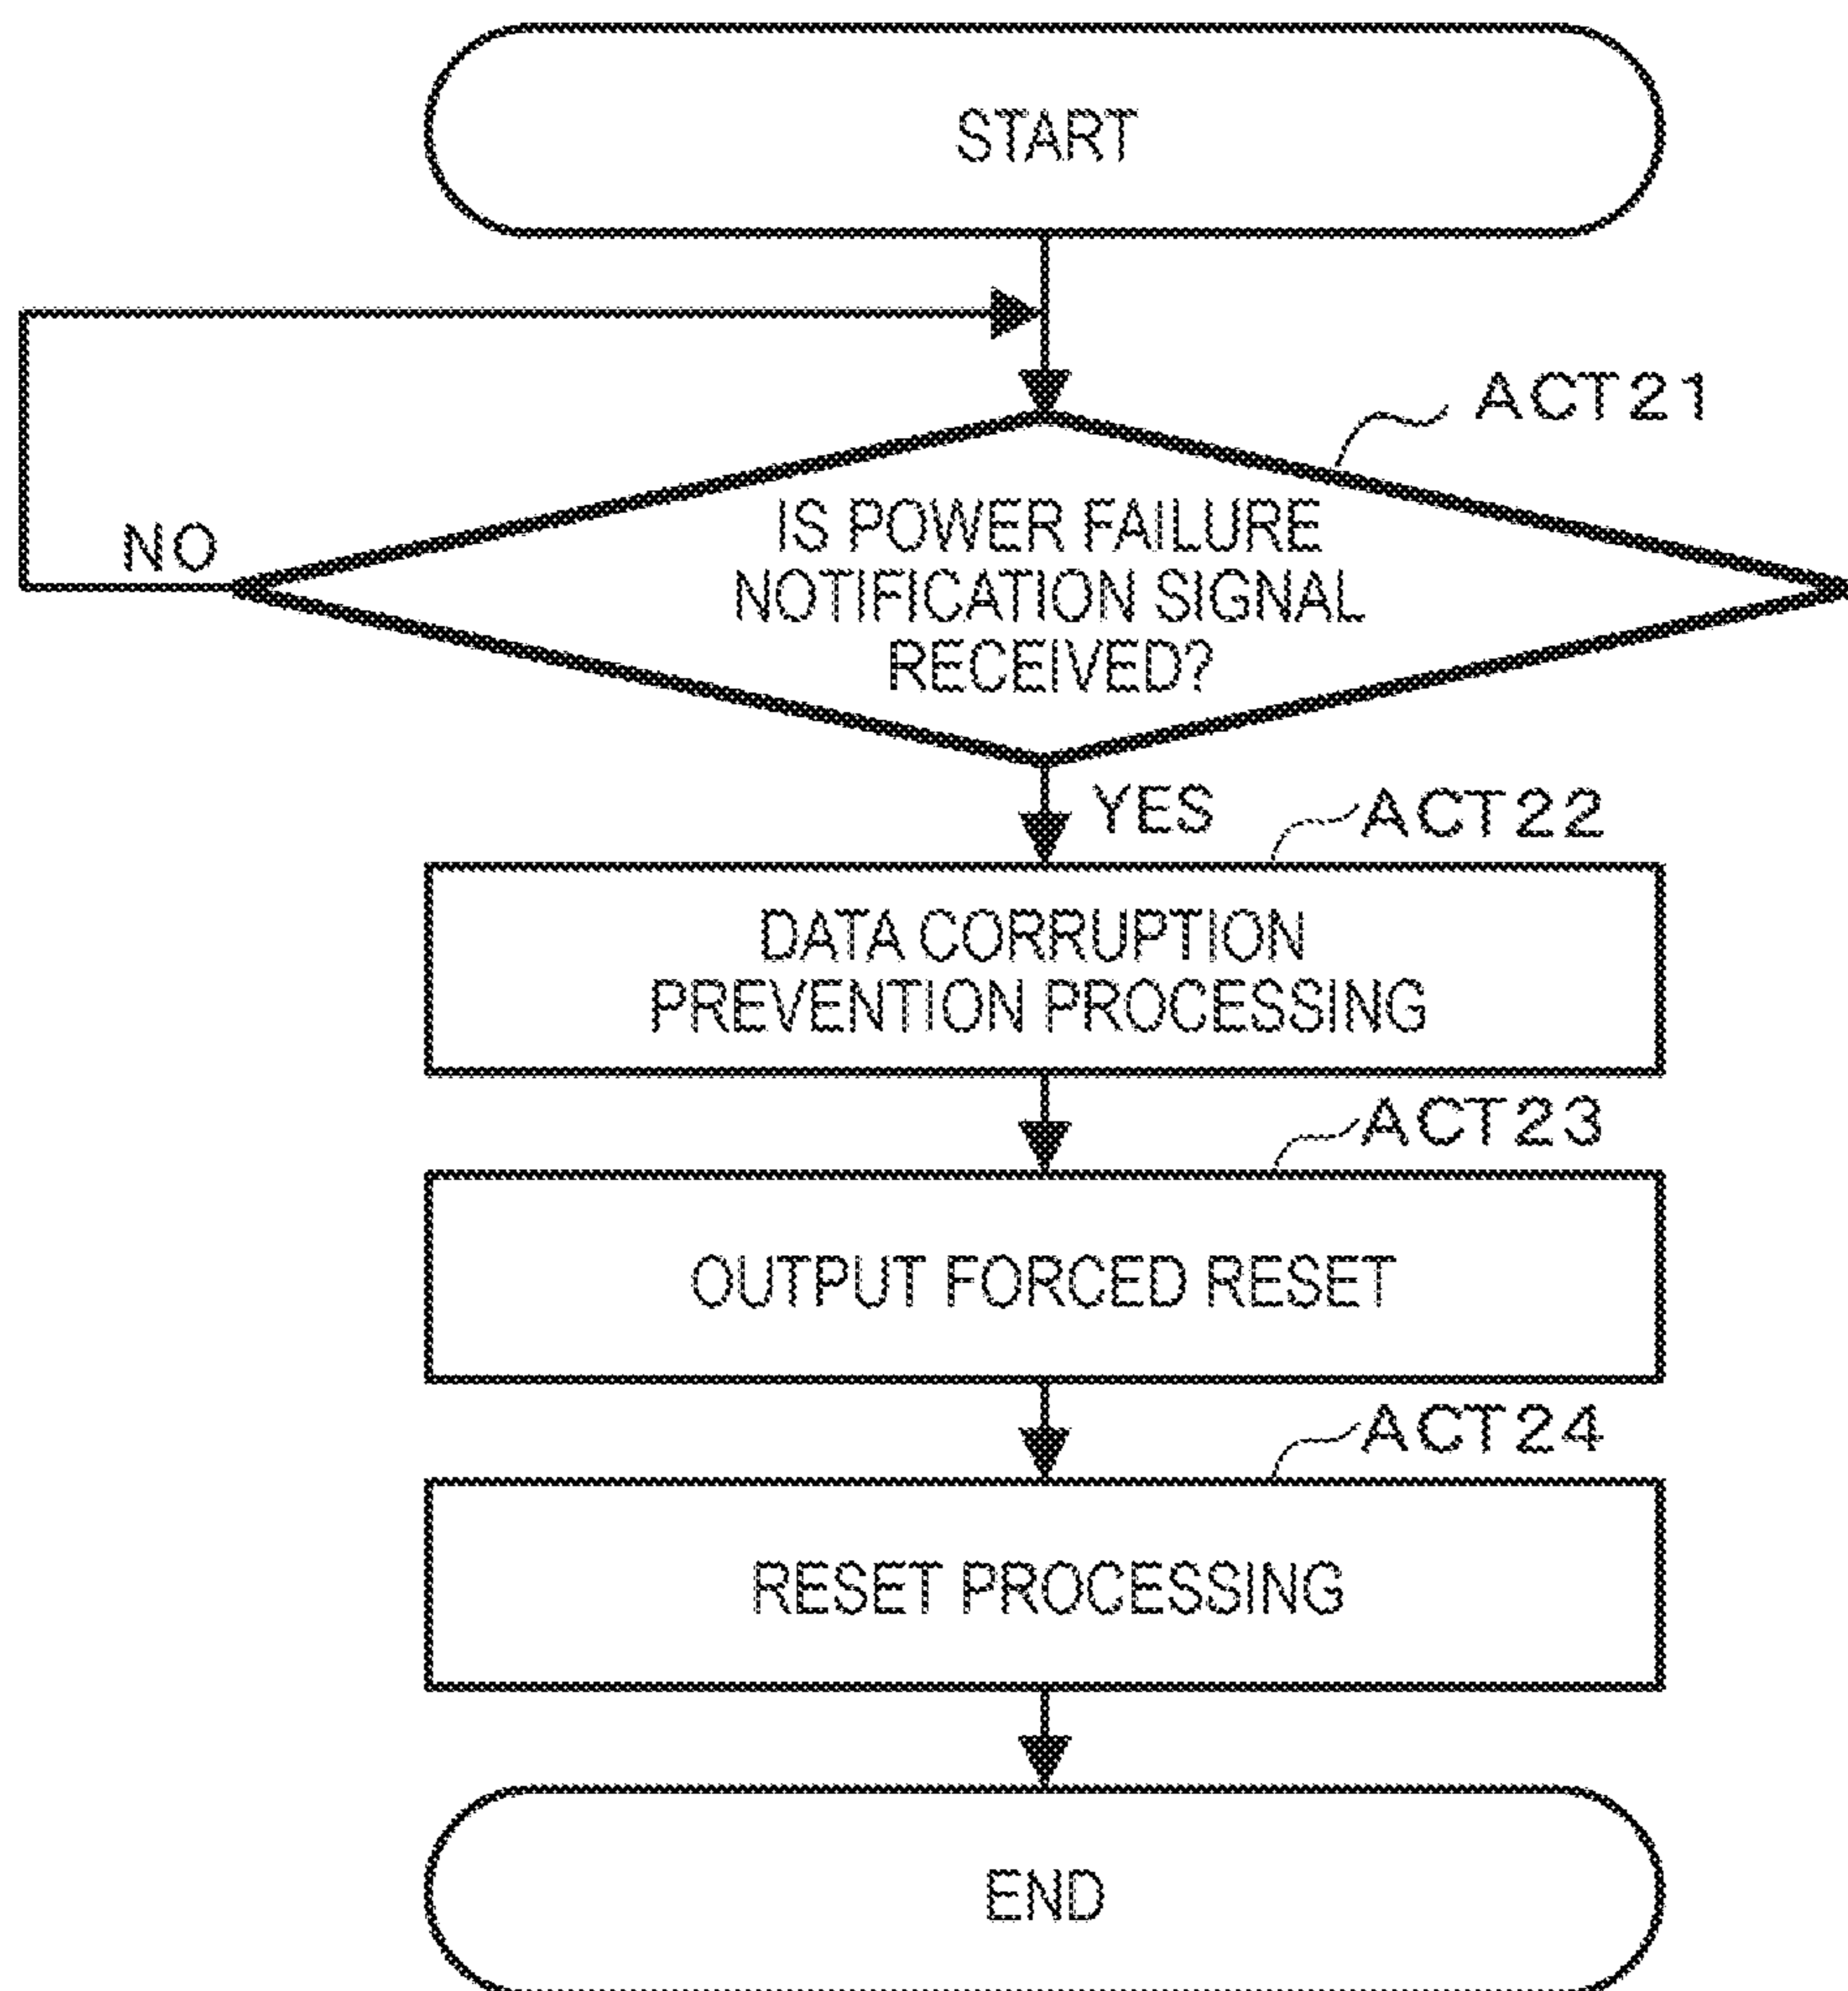 START
ACT21
IS POWER FAILURE
NOTIFICATION SIGNAL
RECEIVED?
NO
YES
ACT22
DATA CORRUPTION
PREVENTION PROCESSING
ACT23
OUTPUT FORCED RESET
ACT24
RESET PROCESSING
END